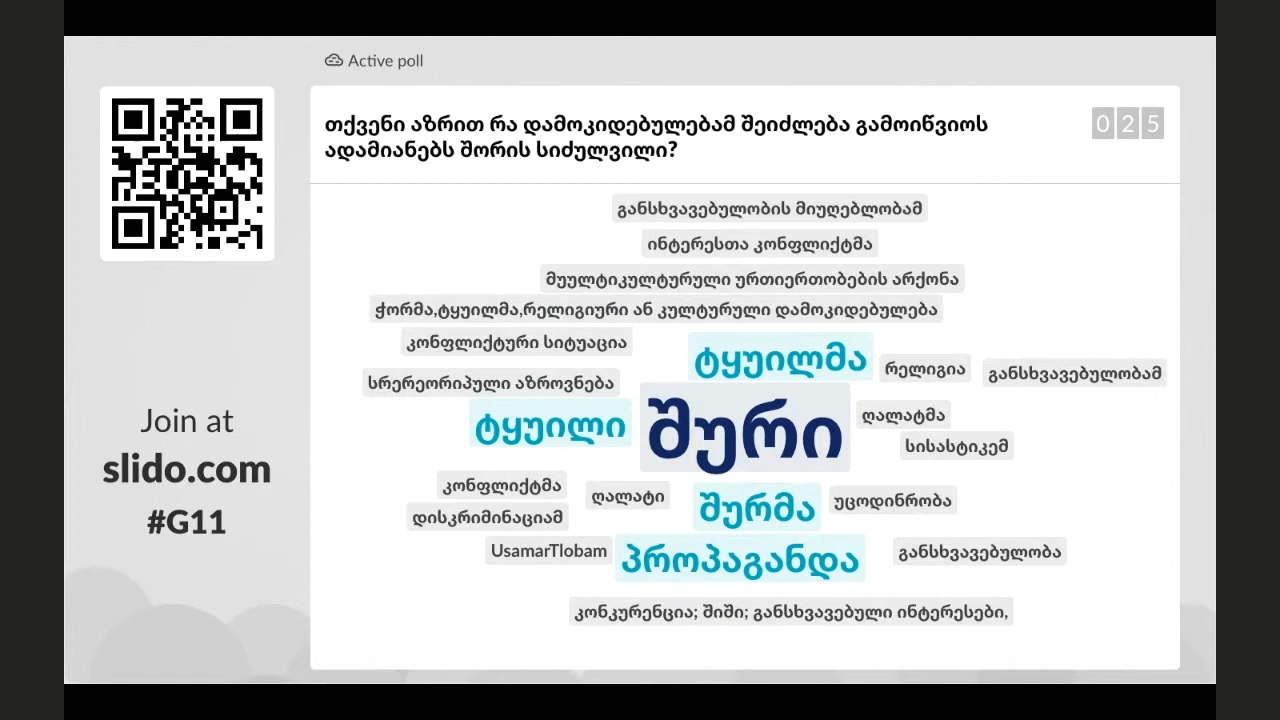 Active poll
თქვენი აზრით რა დამოკიდებულებამ შეიძლება გამოიწვიოს
ადამიანებს შორის სიძულვილი?
025
განსხვავებულობის მიუღებლობამ
ინტერესთა კონფლიქტმა
მუულტიკულტურული ურთიერთობების არქონა
ჭორმა,ტყუილმა,რელიგიური ან კულტურული დამოკიდებულება
კონფლიქტური სიტუაცია
ტყუილმა
რელიგია
განსხვავებულობამ
სრერეორიპული აზროვნება
ტყუილი
შური
ღალატმა
სისასტიკემ
კონფლიქტმა
ღალატი
შურმა
უცოდინრობა
დისკრიმინაციამ
UsamarTlobam
პროპაგანდა
განსხვავებულობა
კონკურენცია; შიში; განსხვავებული ინტერესები,
Join at
slido.com
#G11